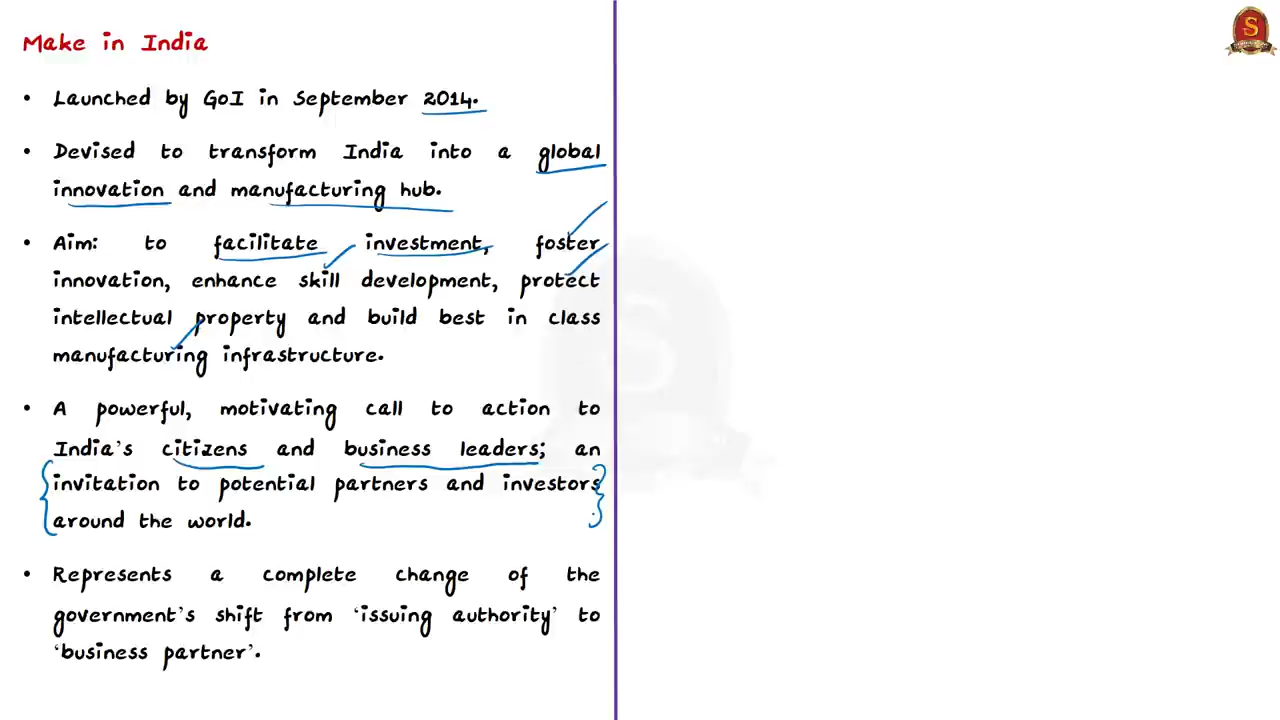 Make in India
• Launched by GoI in September 2014.
• Devised to transform India into a global
innovation and manufacturing hub.
• Aim: to facilitate investment, foster
innovation, enhance skill development, protect
intellectual property and build best in class
manufacturing infrastructure.
• A powerful, motivating call to action to
India's citizens and business leaders; an
invitation to potential partners and investors
around the world.
• Represents a complete change of the
government's shift from ‘issuing authority’ to
‘business partner’.
S